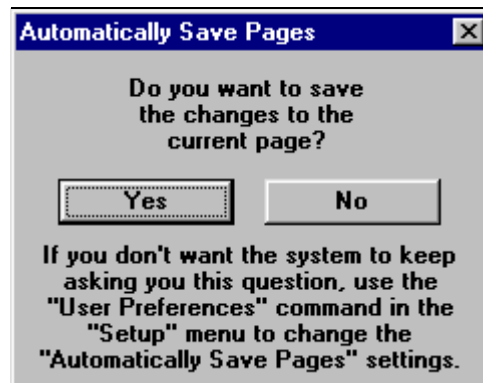 Automatically Save Pages
Do you want to save
the changes to the
current page?
Yes
No
If you don't want the system to keep
asking you this question, use the
"User Preferences" command in the
"Setup" menu to change the
"Automatically Save Pages" settings.